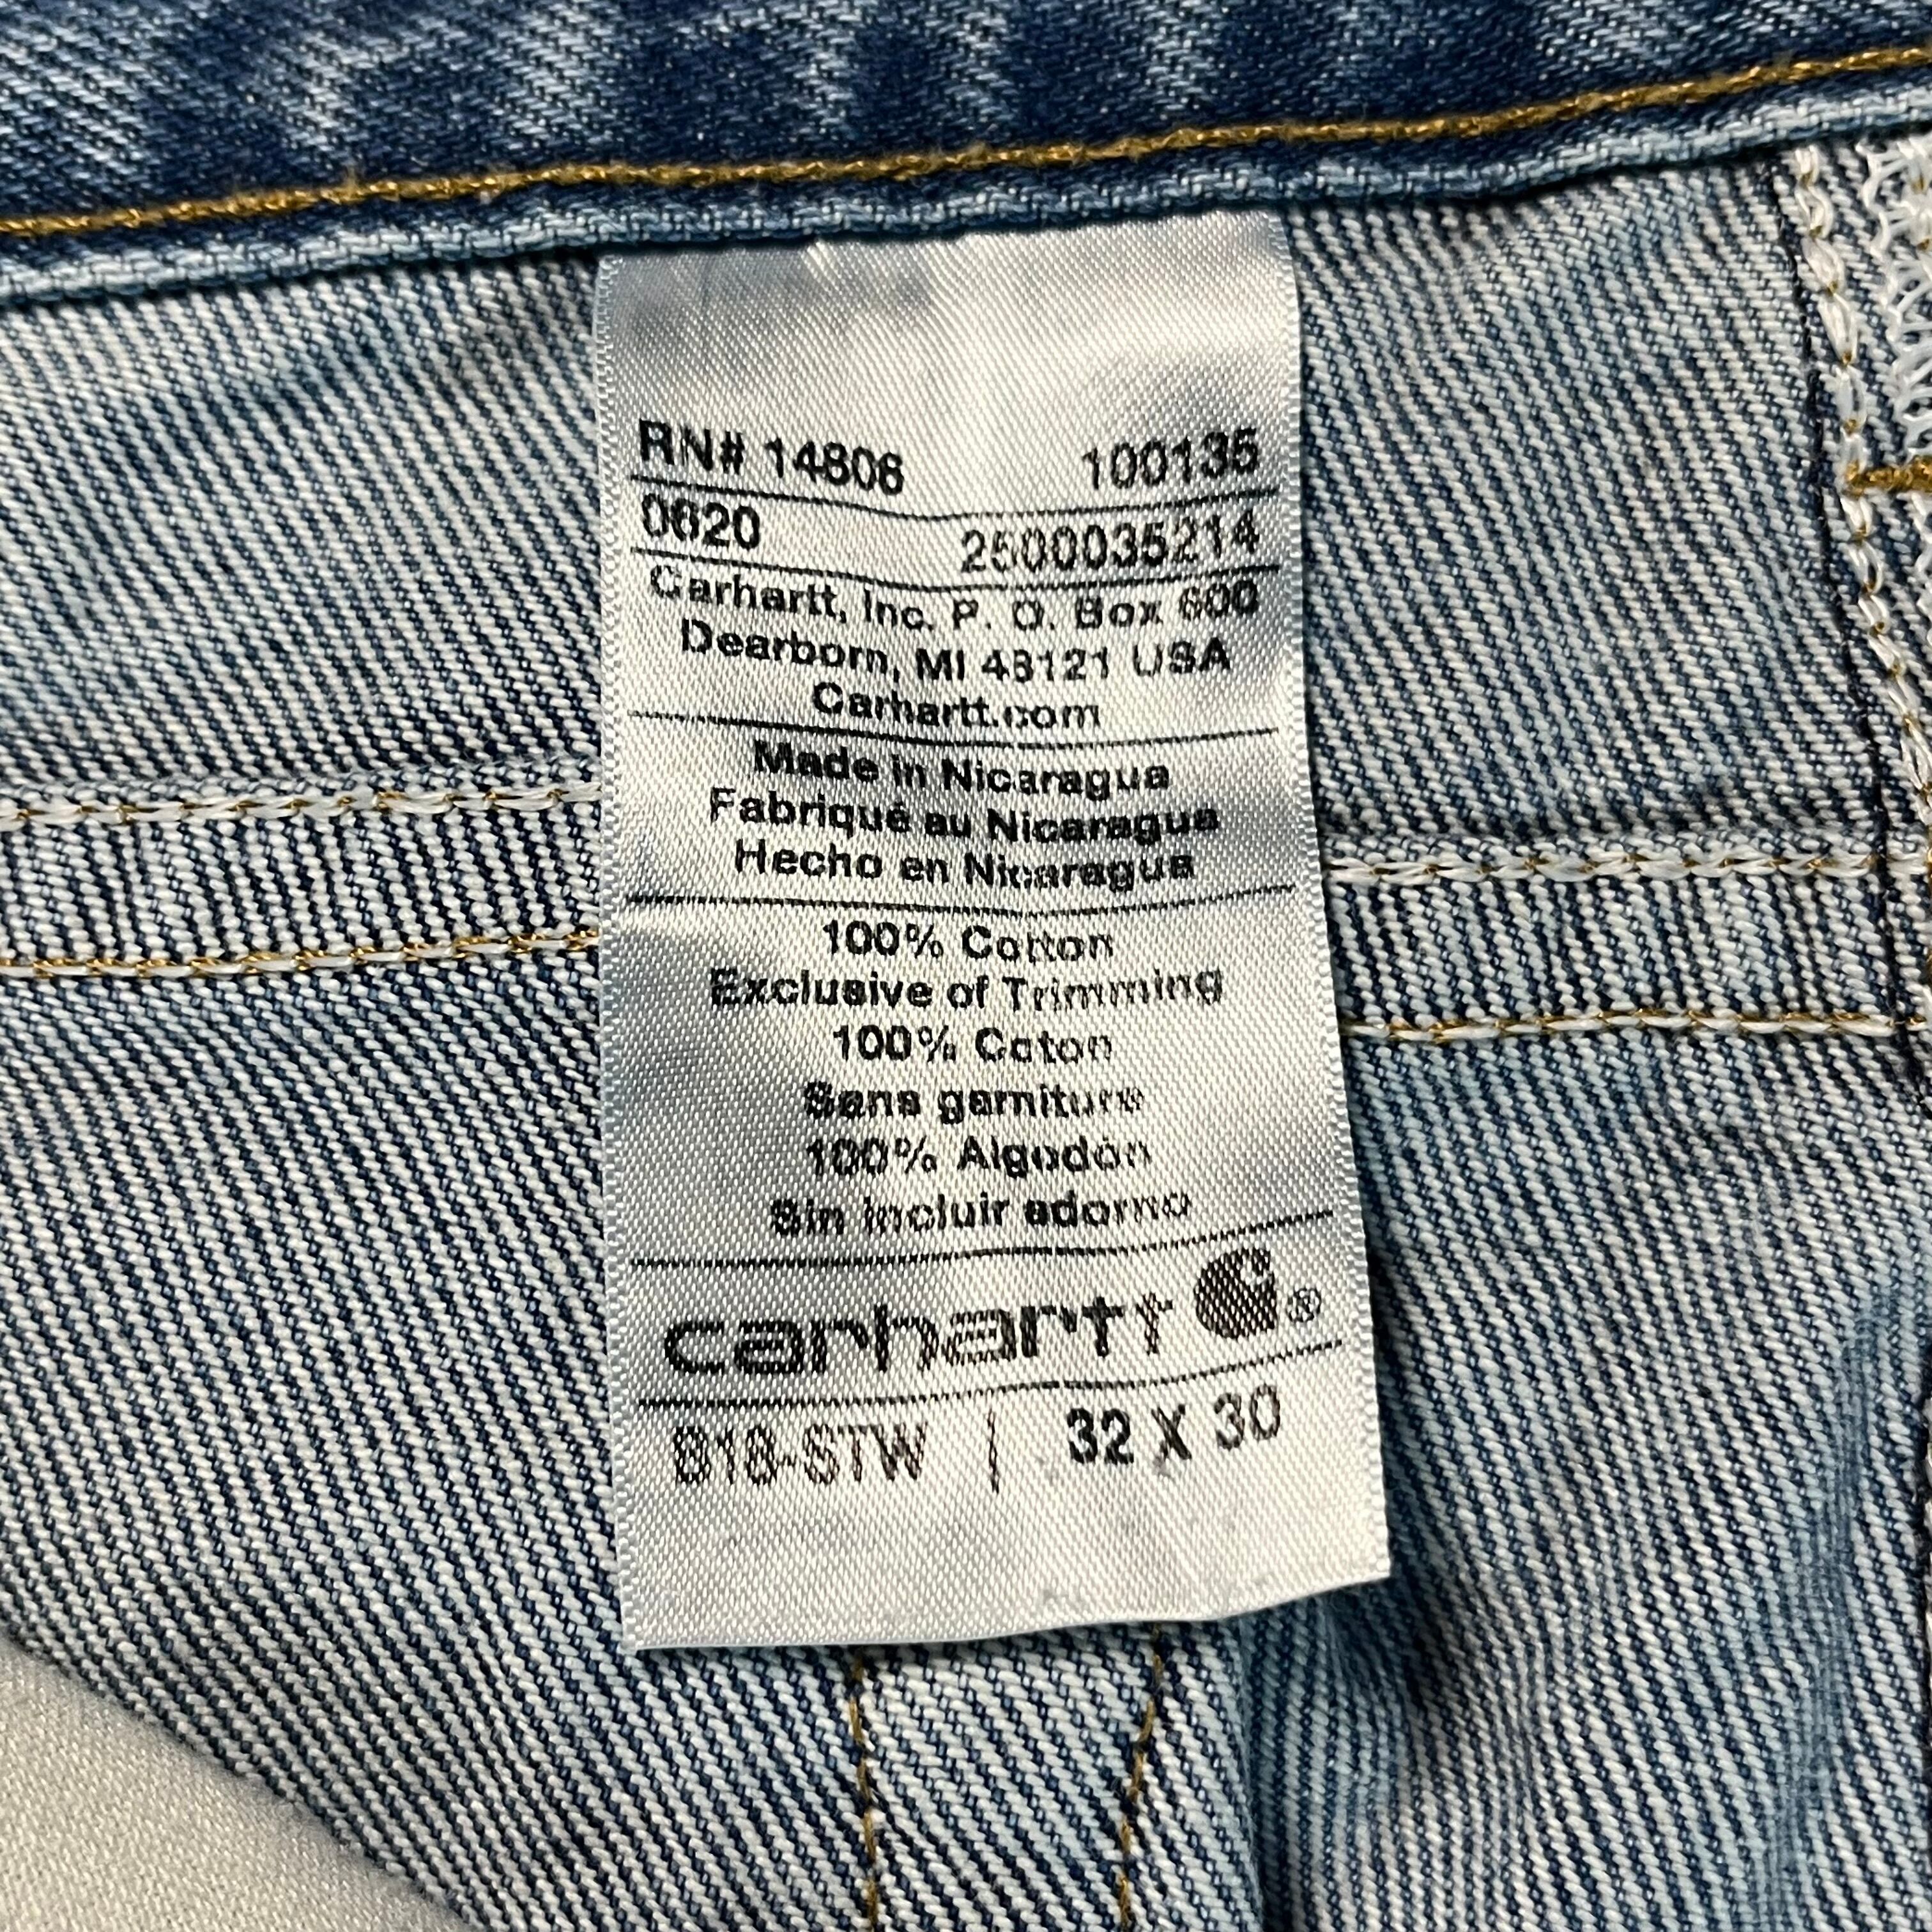 RN# 14806 100135
0620 2500035214
Carhartt, Inc. P. O. Box 600
Dearborn, MI 48121 USA
Carhartt.com
Made in Nicaragua
Fabriqué au Nicaragua
Hecho en Nicaragua
100% Cotton
Exclusive of Trimming
100% Coton
Sans garniture
100% Algodón
Sin incluir adorno
carhartt ®
B18-STW | 32 X 30